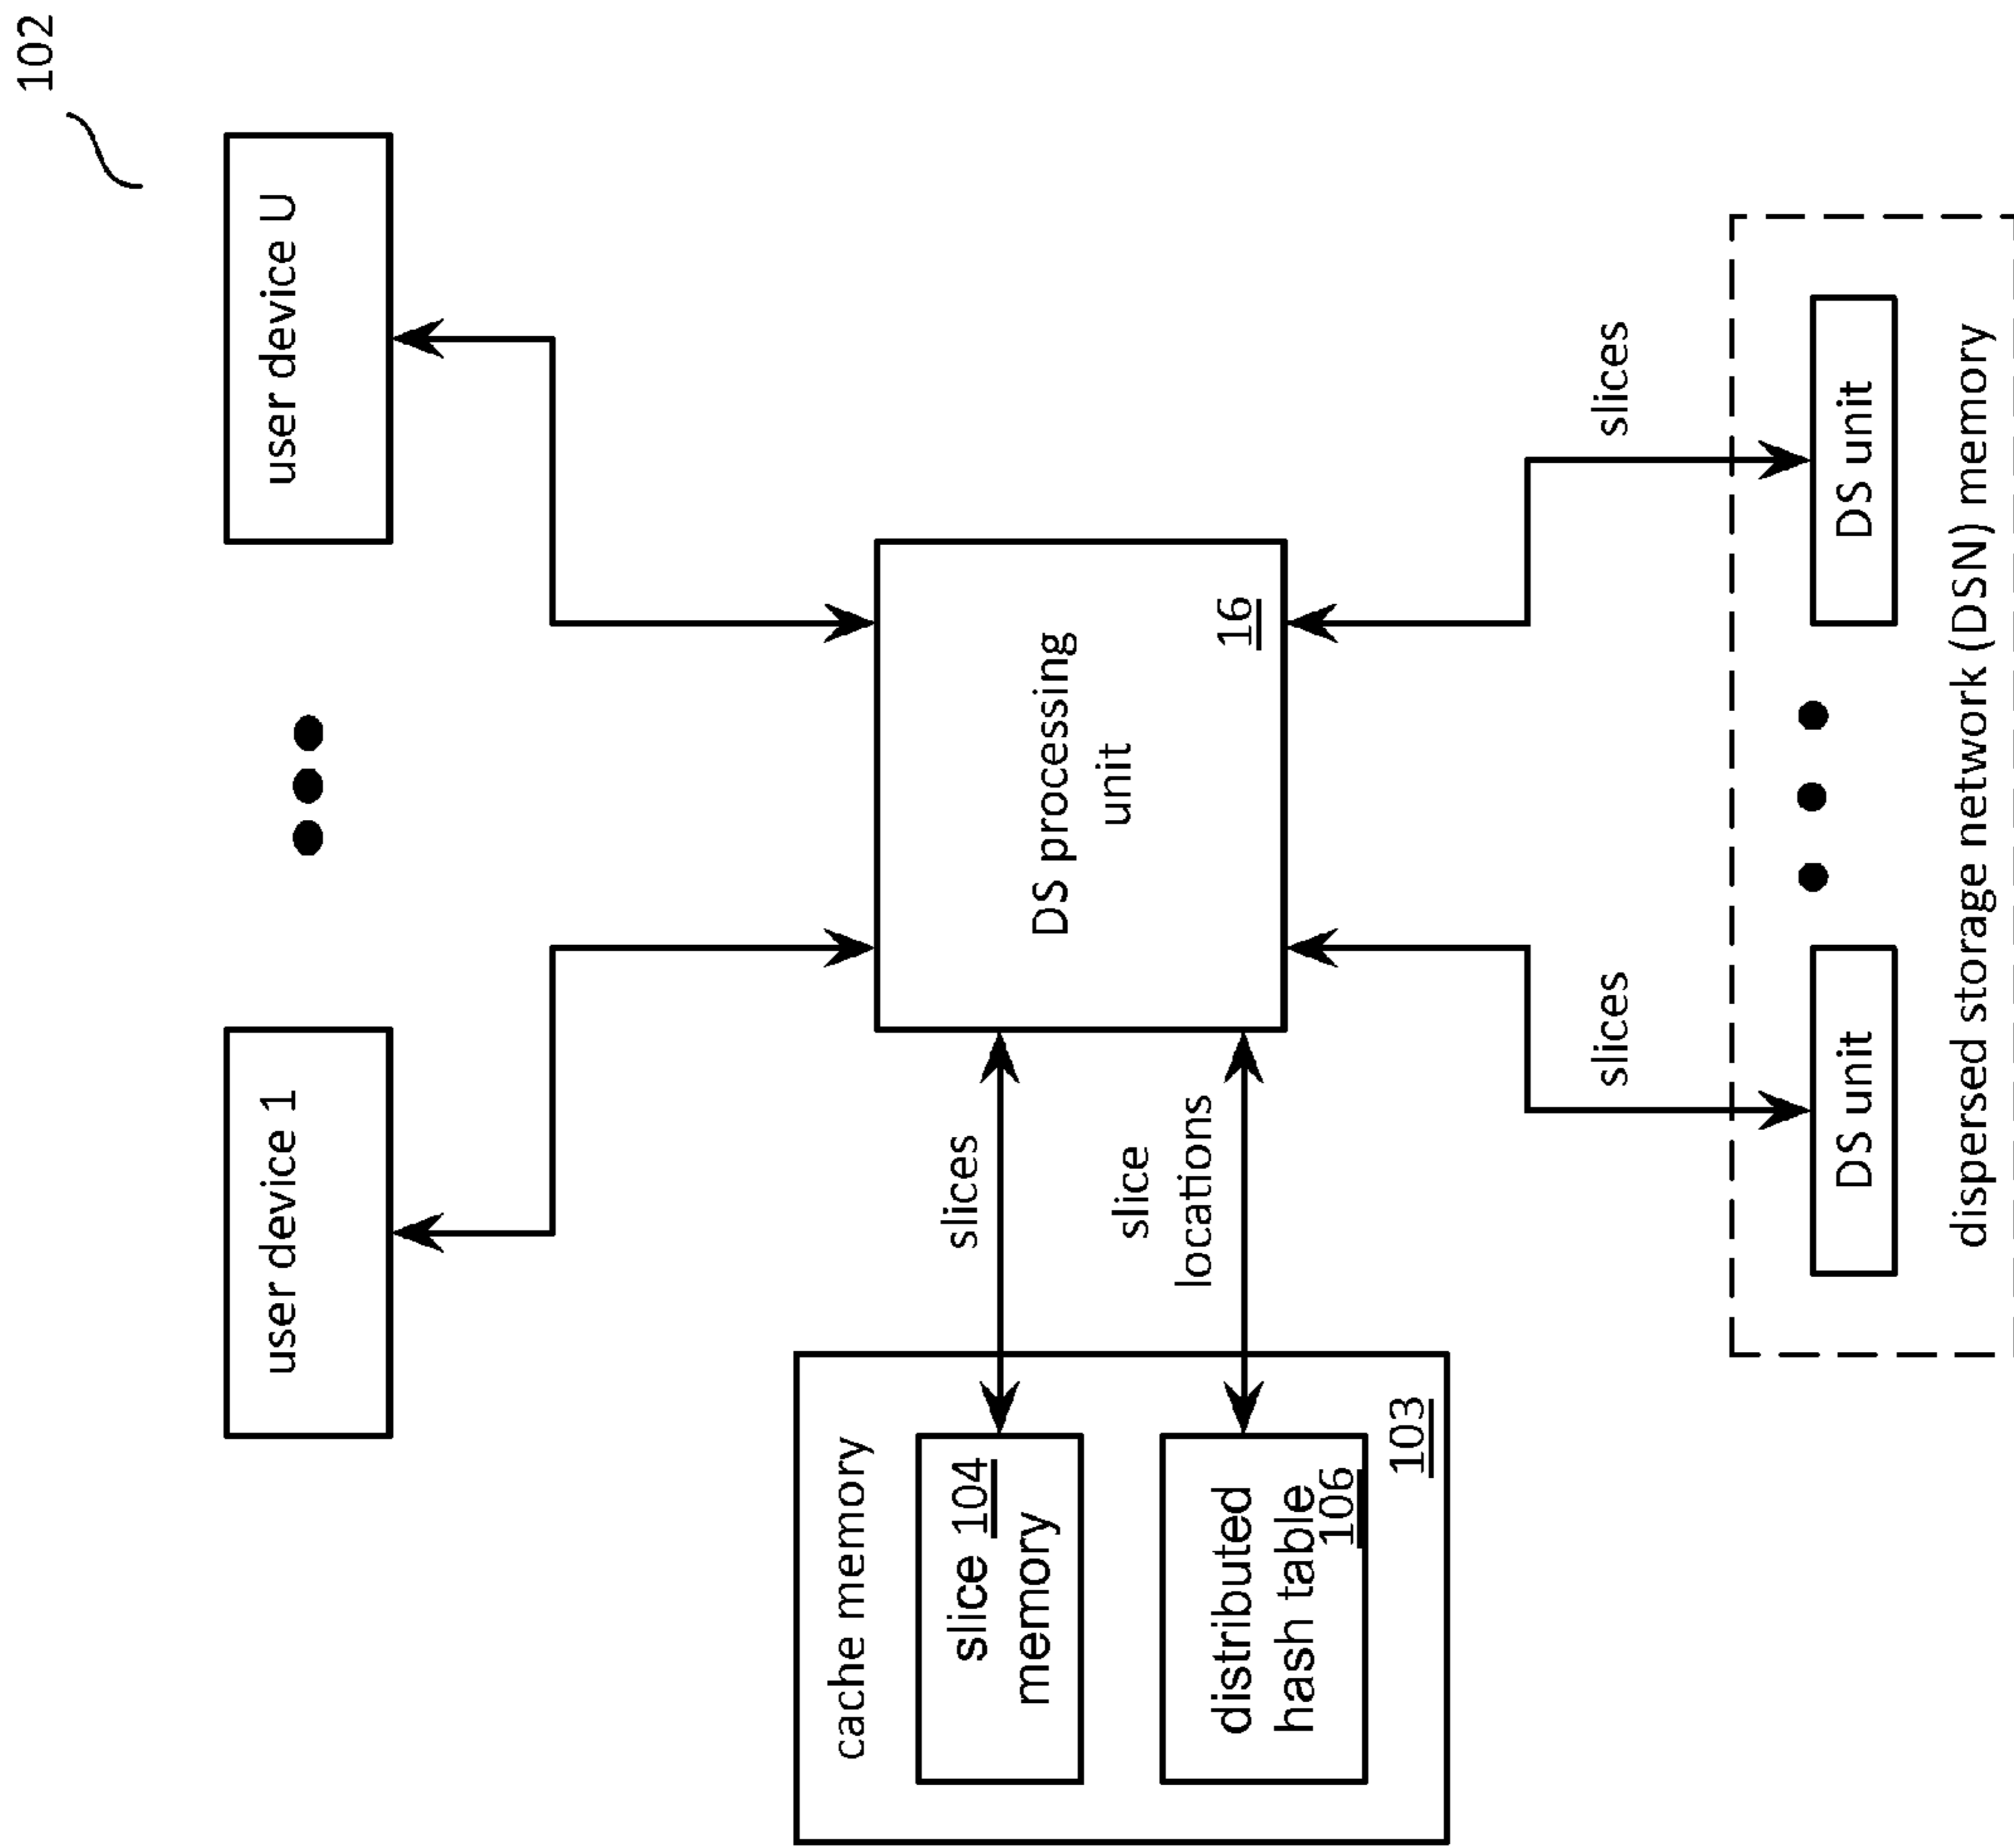 102
user device 1
user device U
cache memory
slice 104
memory
distributed
hash table
106
103
slices
slice
locations
DS processing
unit
16
slices
slices
DS unit
DS unit
dispersed storage network (DSN) memory